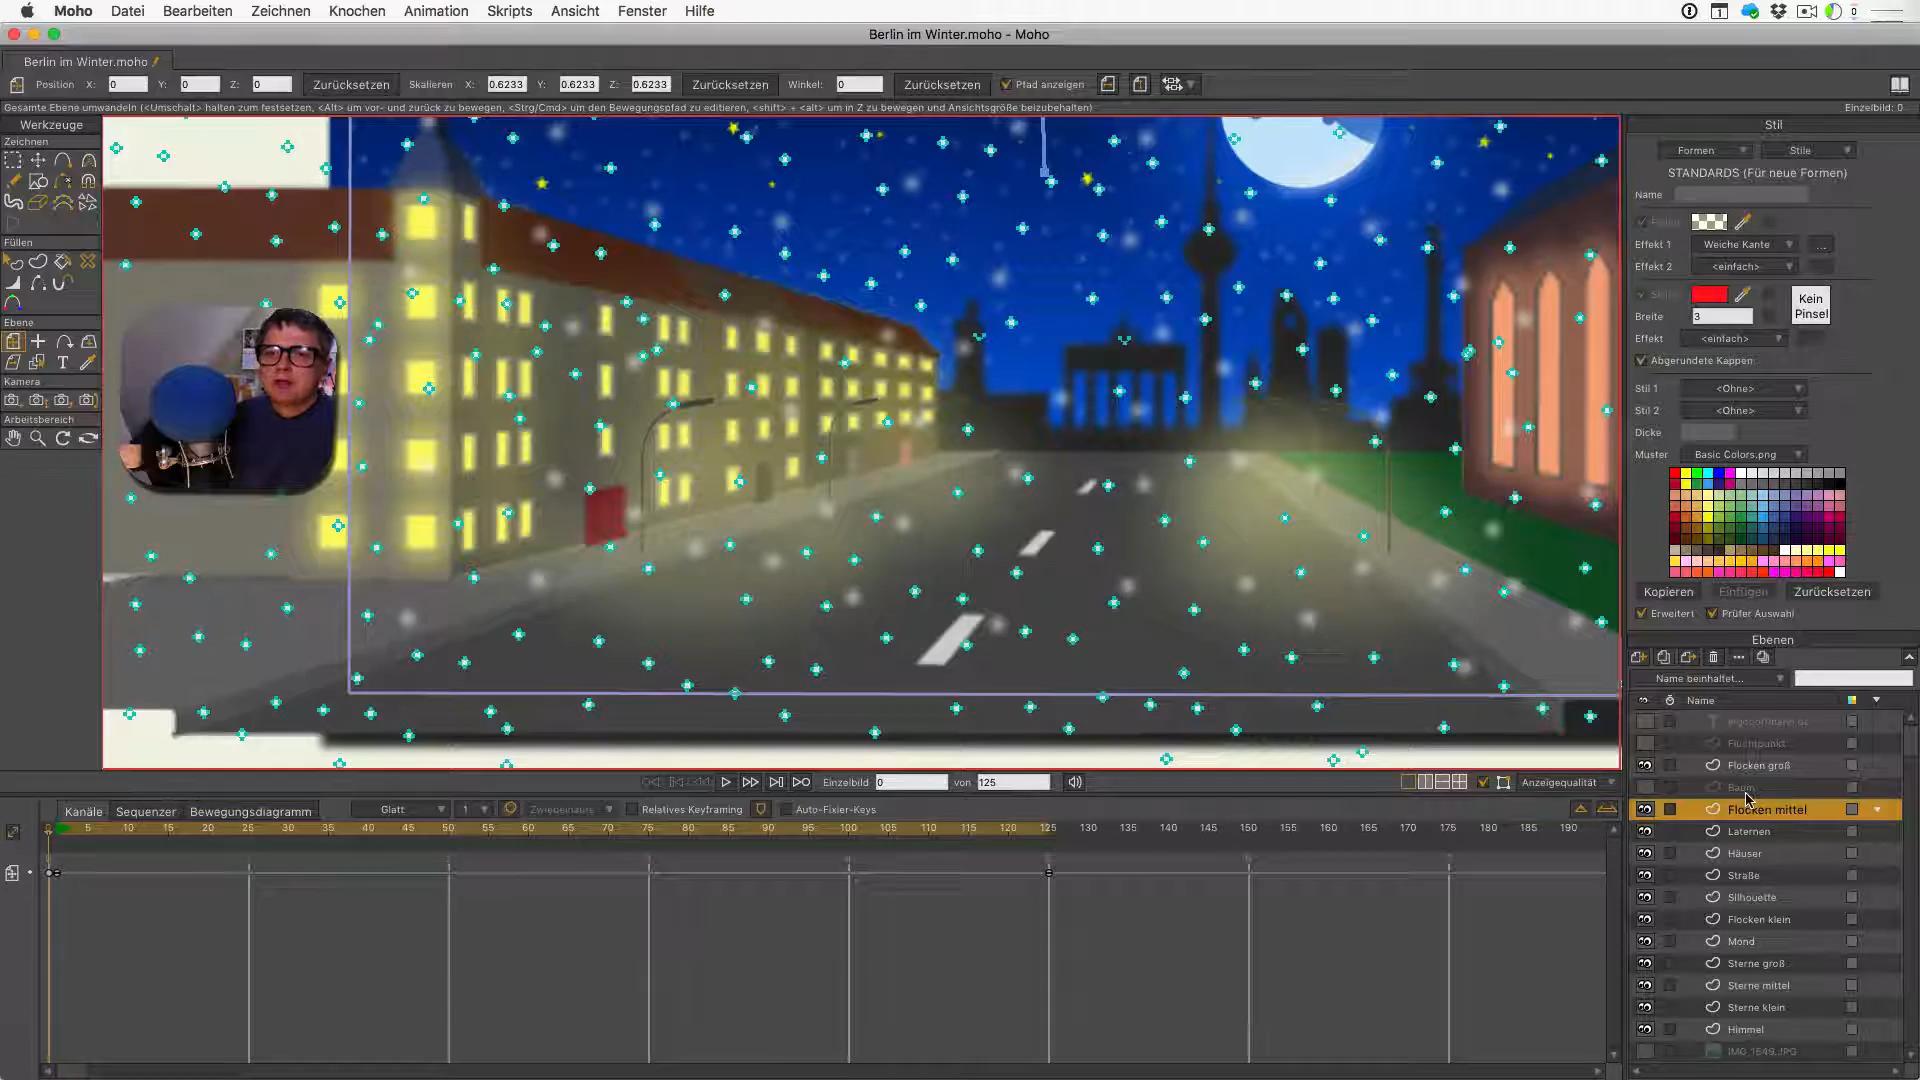 Moho Datei Bearbeiten Zeichnen Knochen Animation Skripts Ansicht Fenster Hilfe
Berlin im Winter.moho - Moho
Berlin im Winter.moho
Position X: 0 Y: 0 Z: 0 Zurücksetzen Skalieren X: 0.6233 Y: 0.6233 Z: 0.6233 Zurücksetzen Winkel: 0 Zurücksetzen Pfad anzeigen
Gesamte Ebene umwandeln (<Umschalt> halten zum festsetzen, <Alt> um vor- und zurück zu bewegen, <Strg/Cmd> um den Bewegungspfad zu editieren, <shift> + <alt> um in Z zu bewegen und Ansichtsgröße beizubehalten) Einzelbild: 0
Werkzeuge
Zeichnen
Füllen
Ebene
Kamera
Arbeitsbereich
Stil
Formen Stile
STANDARDS (Für neue Formen)
Name
Effekt 1 Weiche Kante ...
Effekt 2 <einfach>
Kein Pinsel
Breite 3
Effekt <einfach>
Abgerundete Kappen
Stil 1 <Ohne>
Stil 2 <Ohne>
Dicke
Muster Basic Colors.png
Kopieren Einfügen Zurücksetzen
Erweitert Prüfer Auswahl
Ebenen
Name beinhaltet...
Name
Fluchtpunkt
Flocken groß
Baum
Flocken mittel
Laternen
Häuser
Straße
Silhouette
Flocken klein
Mond
Sterne groß
Sterne mittel
Sterne klein
Himmel
IMG_1549.JPG
Einzelbild 0 von 125 Anzeigequalität
Kanäle Sequenzer Bewegungsdiagramm Glatt 1 Relatives Keyframing Auto-Fixier-Keys
5 10 15 20 25 30 35 40 45 50 55 60 65 70 75 80 85 90 95 100 105 110 115 120 125 130 135 140 145 150 155 160 165 170 175 180 185 190